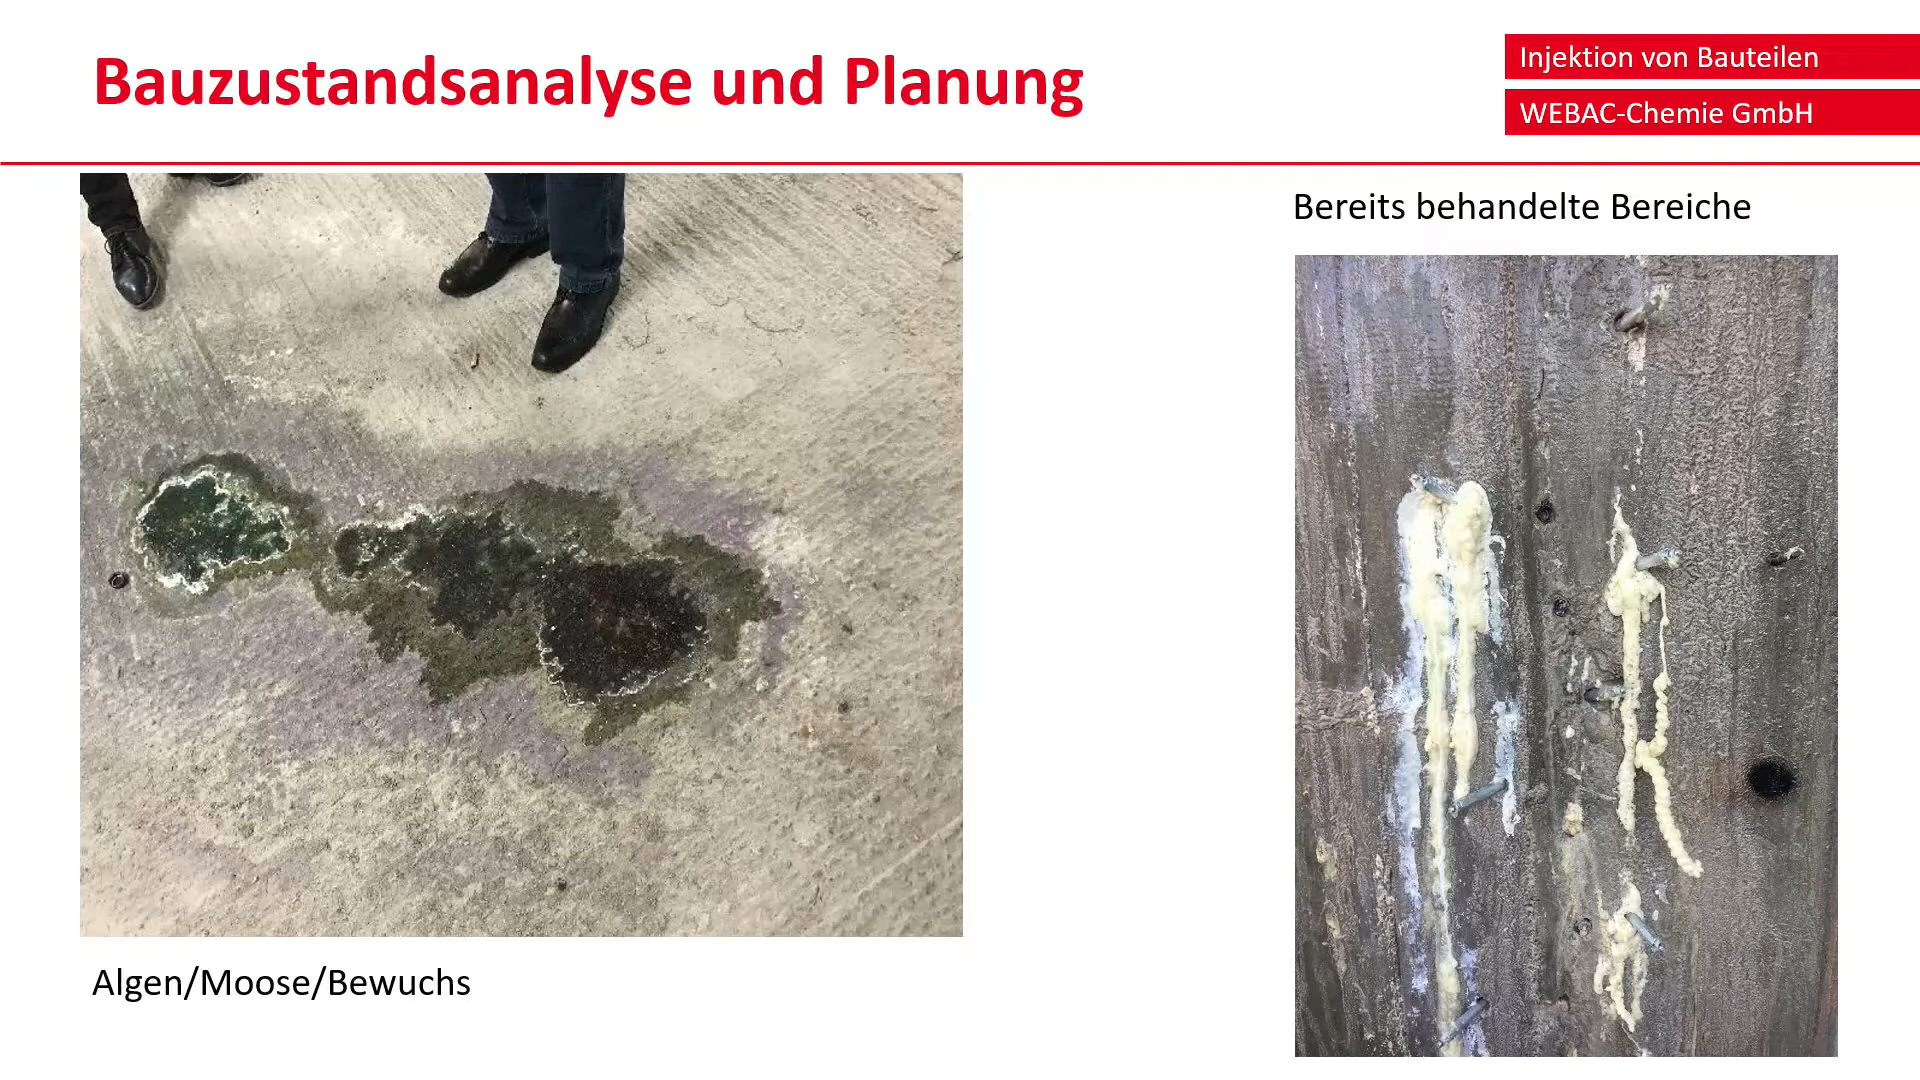 Bauzustandsanalyse und Planung
Injektion von Bauteilen
WEBAC-Chemie GmbH
Bereits behandelte Bereiche
Algen/Moose/Bewuchs